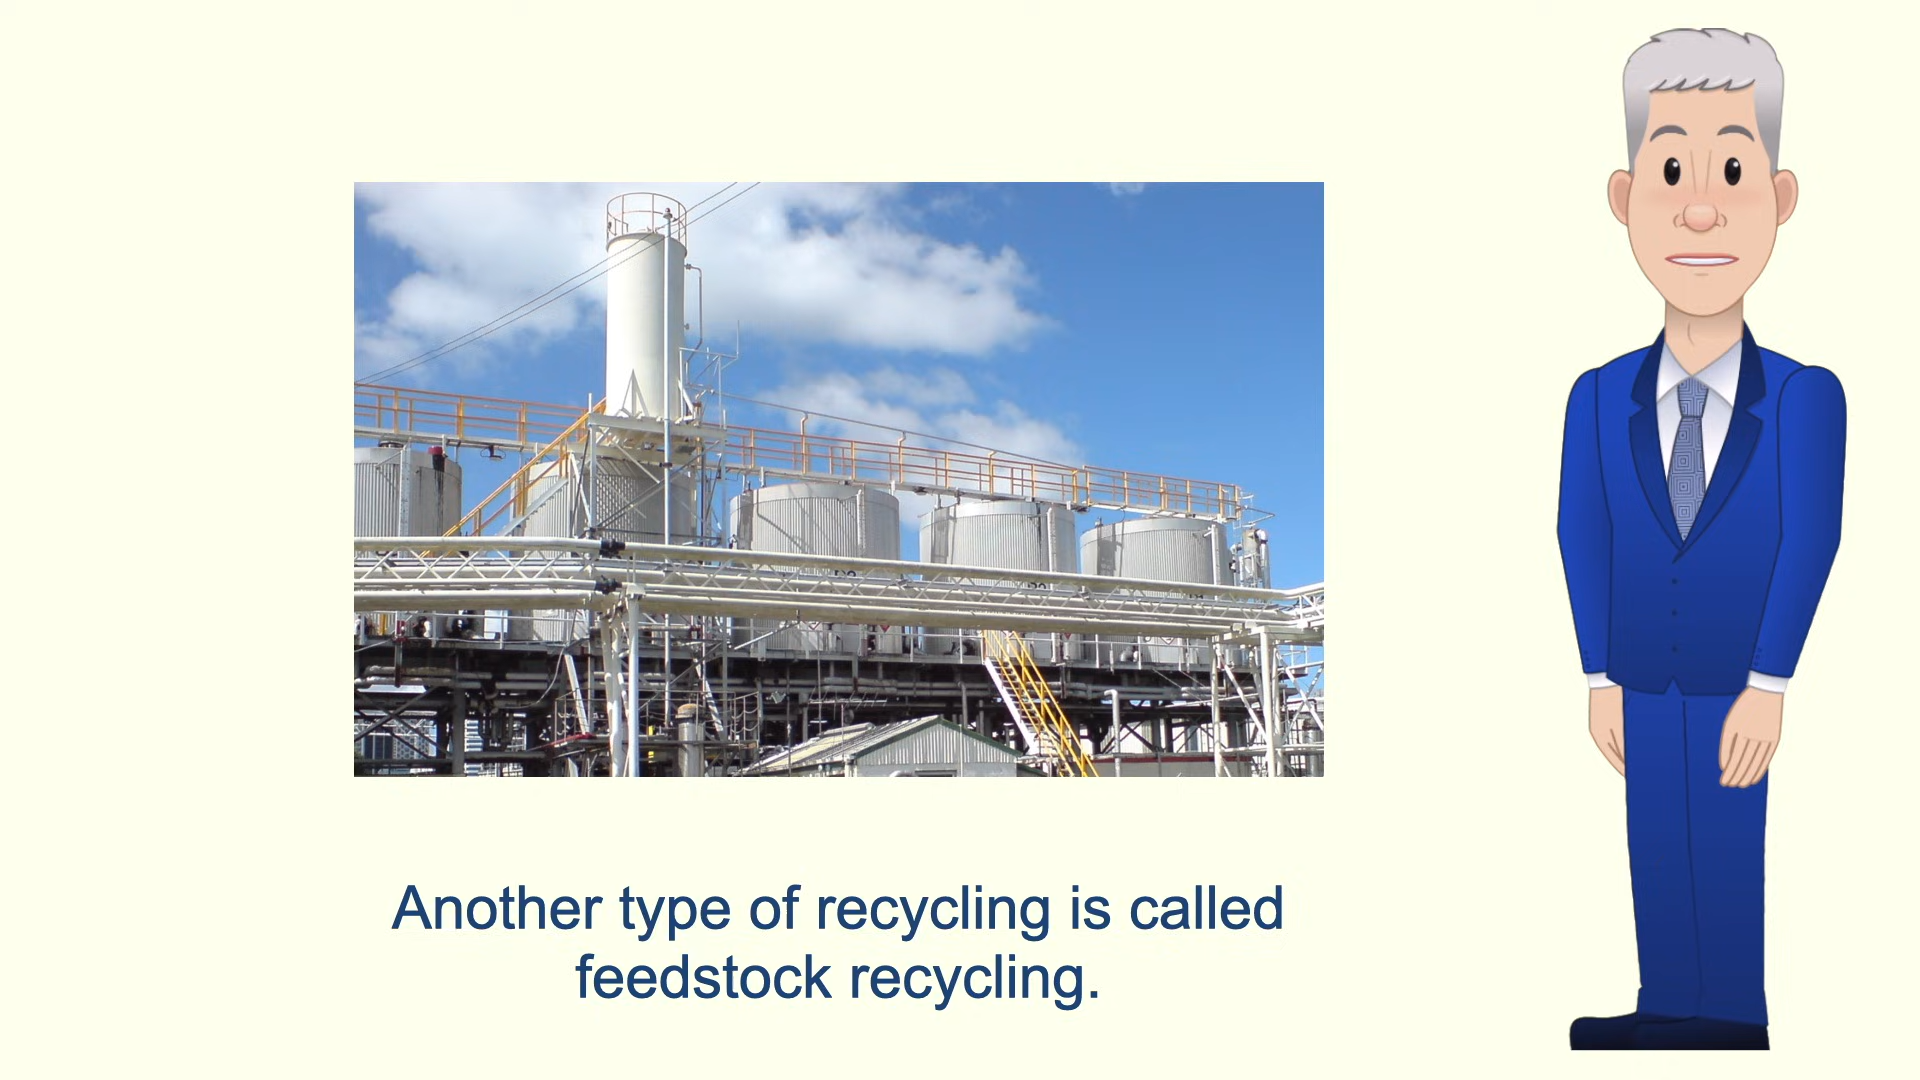 Another type of recycling is called
feedstock recycling.